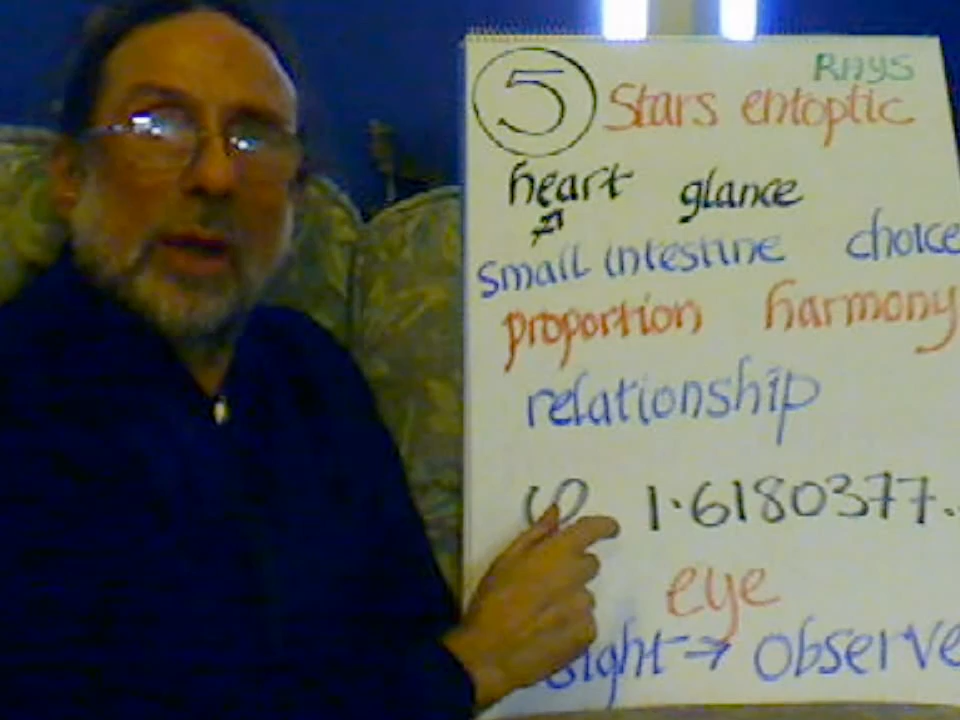 RAYS
5 Stars entoptic
heart glance
small intestine choice
proportion harmony
relationship
φ 1.6180377..
eye
sight → observe